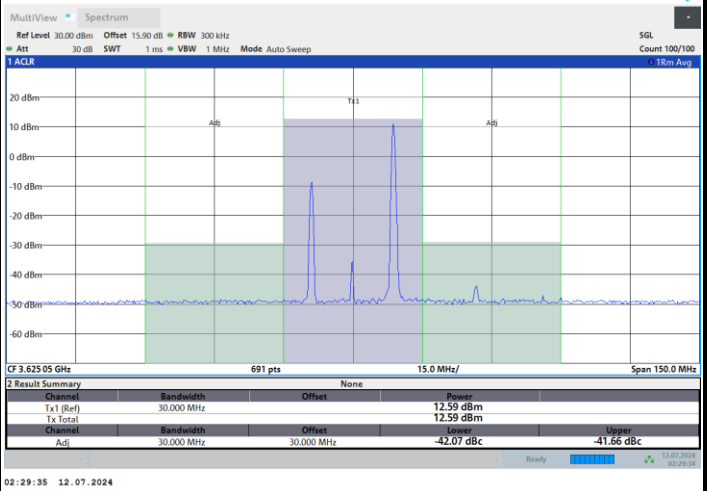 MultiView Spectrum
Ref Level 30.00 dBm Offset 15.90 dB RBW 300 kHz SGL
Att 30 dB SWT 1 ms VBW 1 MHz Mode Auto Sweep Count 100/100
1 ACLR 1Rm Avg
20 dBm
Tx1
10 dBm Adj Adj
0 dBm
-10 dBm
-20 dBm
-30 dBm
-40 dBm
-50 dBm
-60 dBm
CF 3.625 05 GHz 691 pts 15.0 MHz/ Span 150.0 MHz
2 Result Summary None
Channel Bandwidth Offset Power
Tx1 (Ref) 30.000 MHz 12.59 dBm
Tx Total 12.59 dBm
Channel Bandwidth Offset Lower Upper
Adj 30.000 MHz 30.000 MHz -42.07 dBc -41.66 dBc
Ready 12.07.2024
02:29:34
02:29:35 12.07.2024